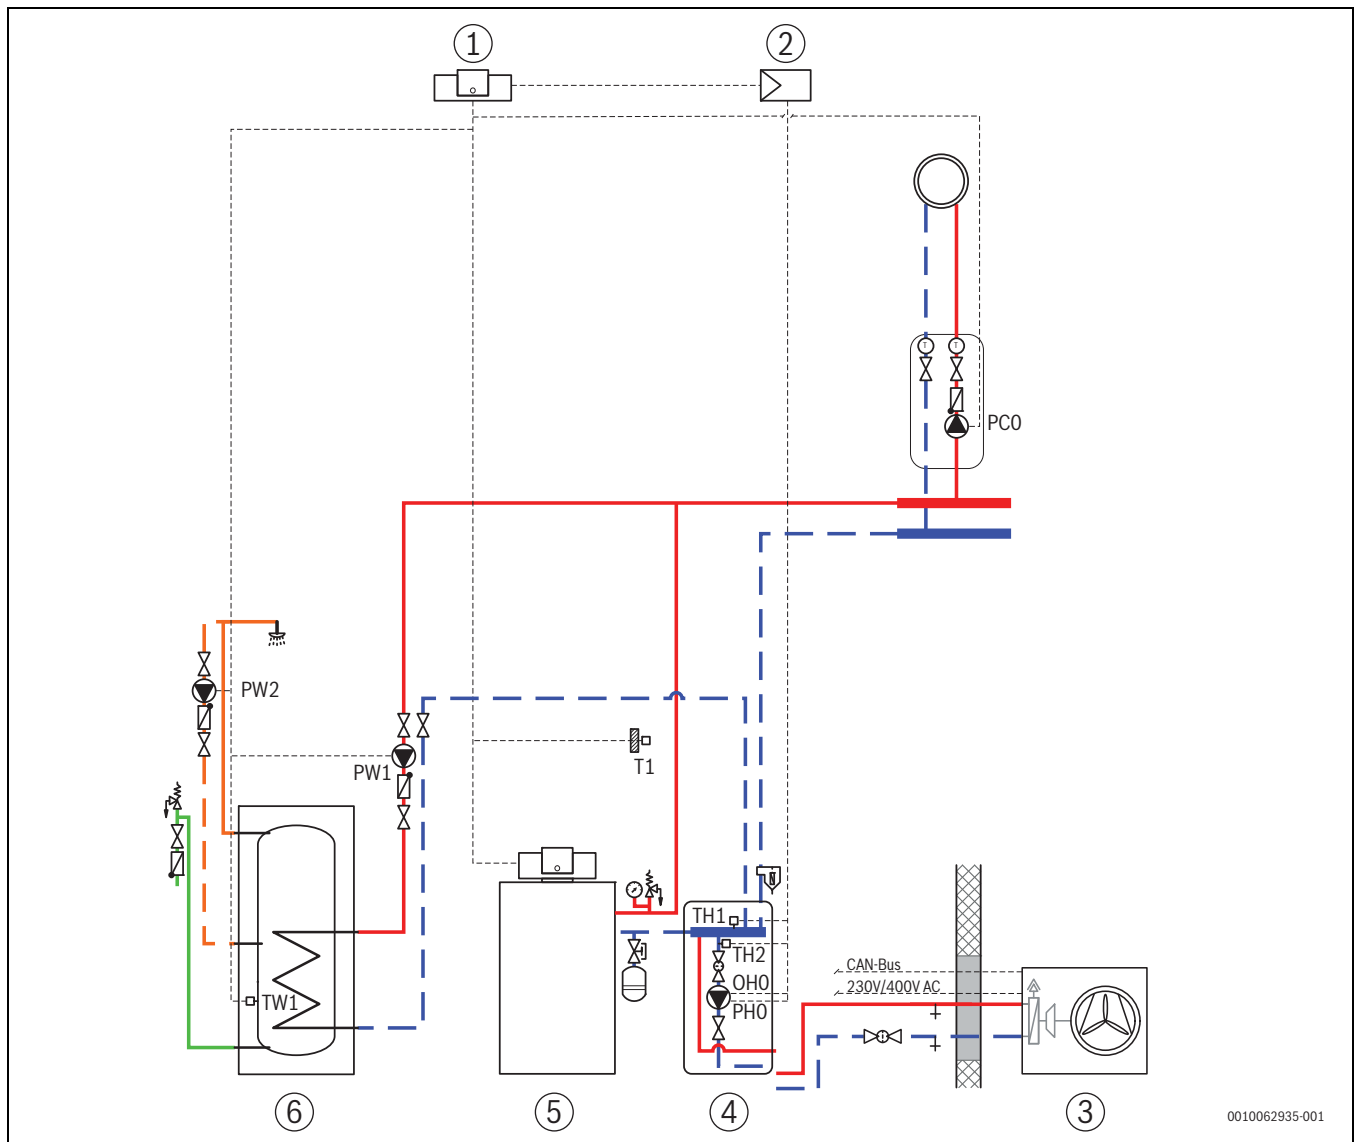 1
2
T T
PC0
PW2
PW1
T1
TH1
TH2
OH0
PH0
TW1
CAN-Bus
230V/400V AC
6
5
4
3
0010062935-001